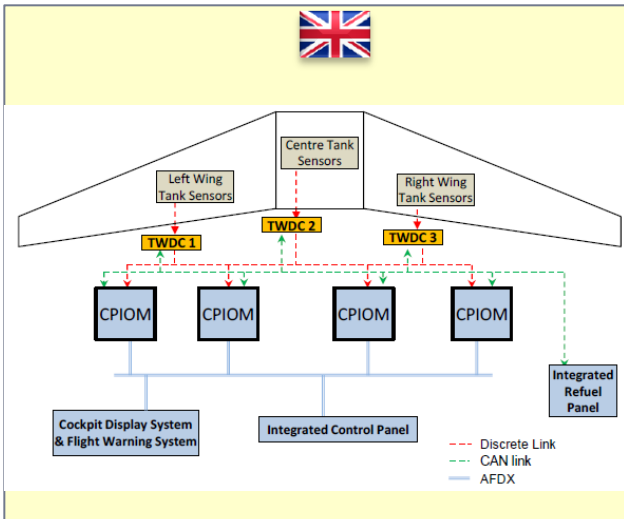 Centre Tank
Sensors
Left Wing
Tank Sensors
Right Wing
Tank Sensors
TWDC 1
TWDC 2
TWDC 3
CPIOM
CPIOM
CPIOM
CPIOM
Integrated
Refuel
Panel
Cockpit Display System
& Flight Warning System
Integrated Control Panel
Discrete Link
CAN link
AFDX